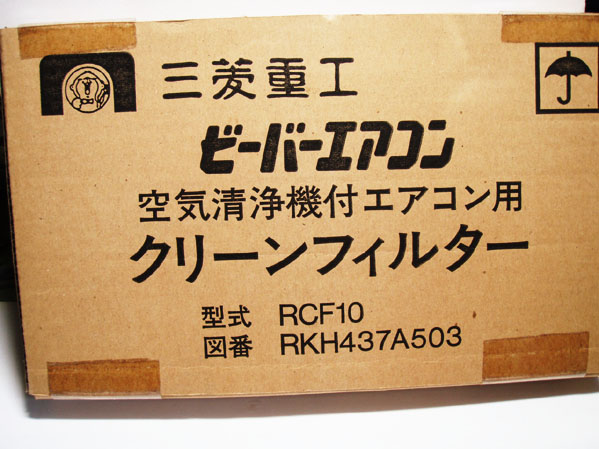 三菱重工
ビーバーエアコン
空気清浄機付エアコン用
クリーンフィルター
型式 RCF10
図番 RKH437A503